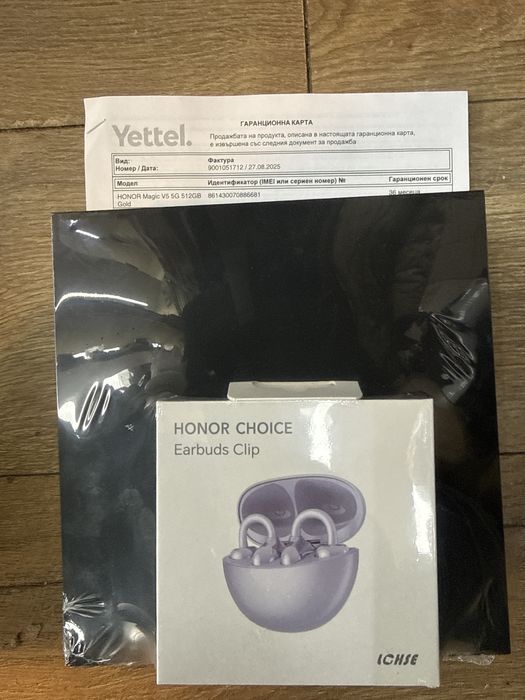 Yettel.
ГАРАНЦИОННА КАРТА
Продажбата на продукта, описана в настоящата гаранционна карта,
е извършена със следния документ за продажба
Вид: Фактура
Номер / Дата: 9001051712 / 27.08.2025
Модел Идентификатор (IMEI или сериен номер) № Гаранционен срок
HONOR Magic V5 5G 512GB 861430070886681 36 месеца
Gold
HONOR CHOICE
Earbuds Clip
LCHSE